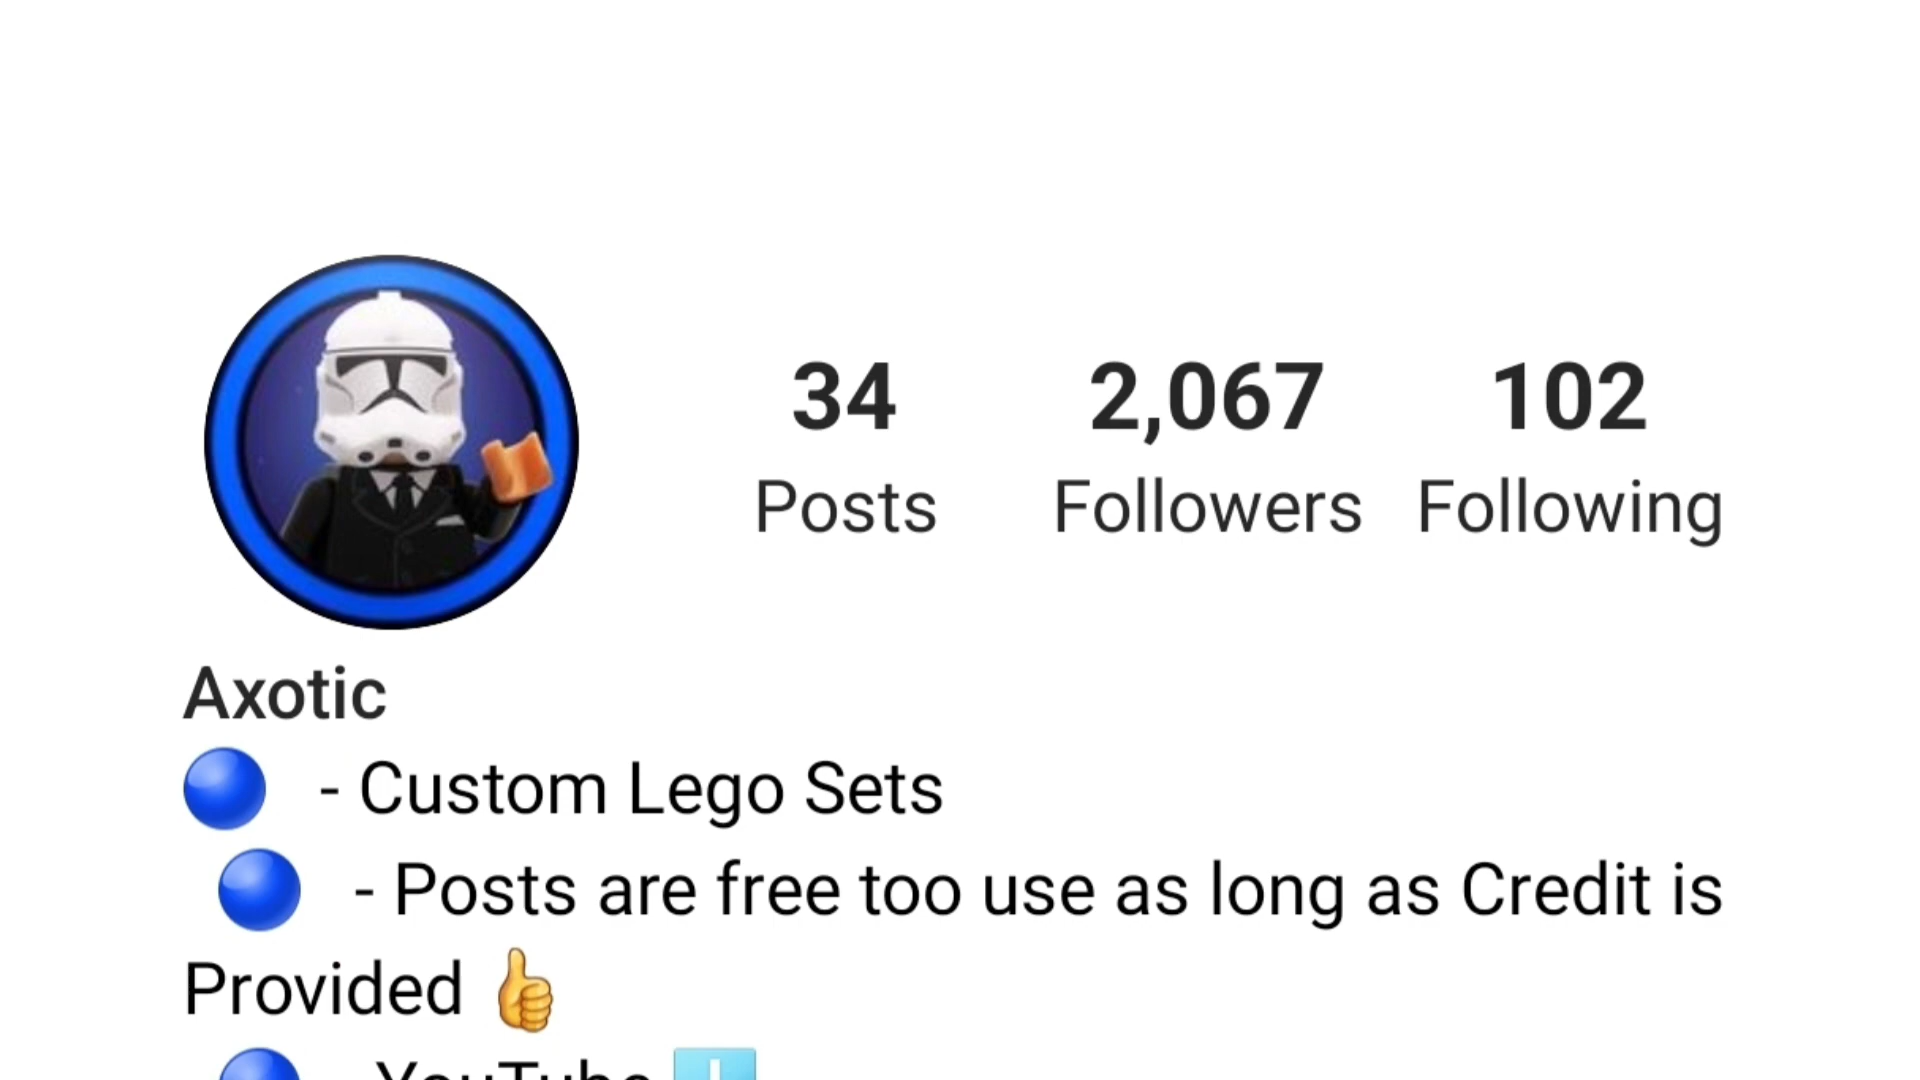 34 2,067 102
Posts Followers Following
Axotic
🔵 - Custom Lego Sets
🔵 - Posts are free too use as long as Credit is
Provided 👍
🔵 YouTube ⬇️